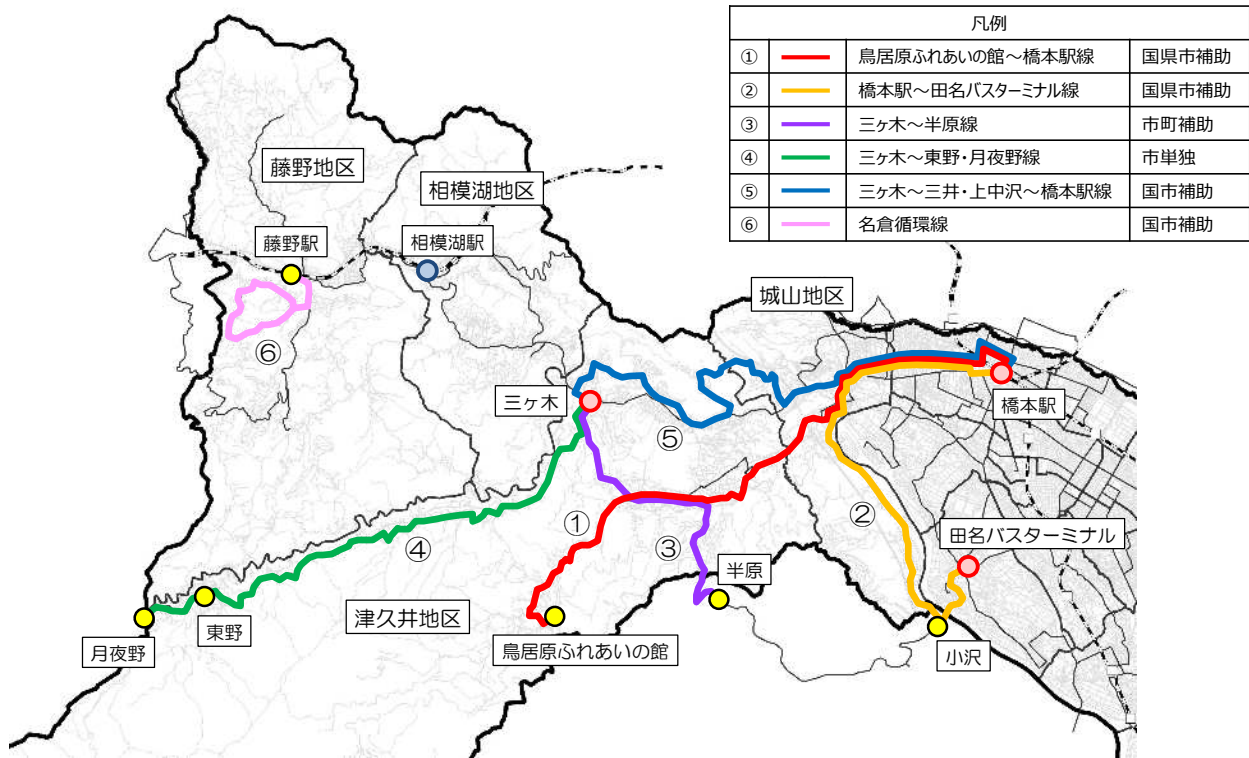 凡例
① 鳥居原ふれあいの館～橋本駅線 国県市補助
② 橋本駅～田名バスターミナル線 国県市補助
③ 三ヶ木～半原線 市町補助
④ 三ヶ木～東野・月夜野線 市単独
⑤ 三ヶ木～三井・上中沢～橋本駅線 国市補助
⑥ 名倉循環線 国市補助
藤野地区
相模湖地区
藤野駅
相模湖駅
城山地区
⑥
三ヶ木
橋本駅
⑤
①
②
④
③
田名バスターミナル
半原
津久井地区
東野
月夜野
鳥居原ふれあいの館
小沢